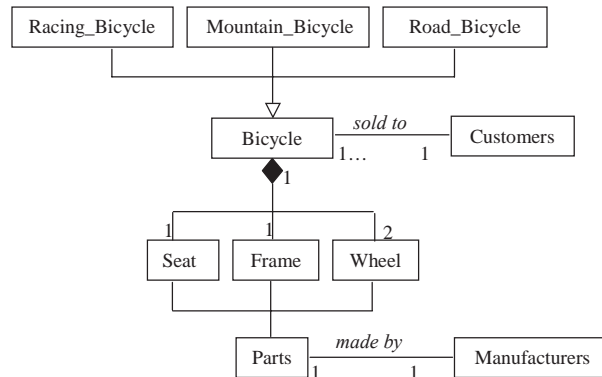 Racing_Bicycle Mountain_Bicycle Road_Bicycle
sold to
Bicycle Customers
1… 1
1
1 1 2
Seat Frame Wheel
made by
Parts Manufacturers
1 1